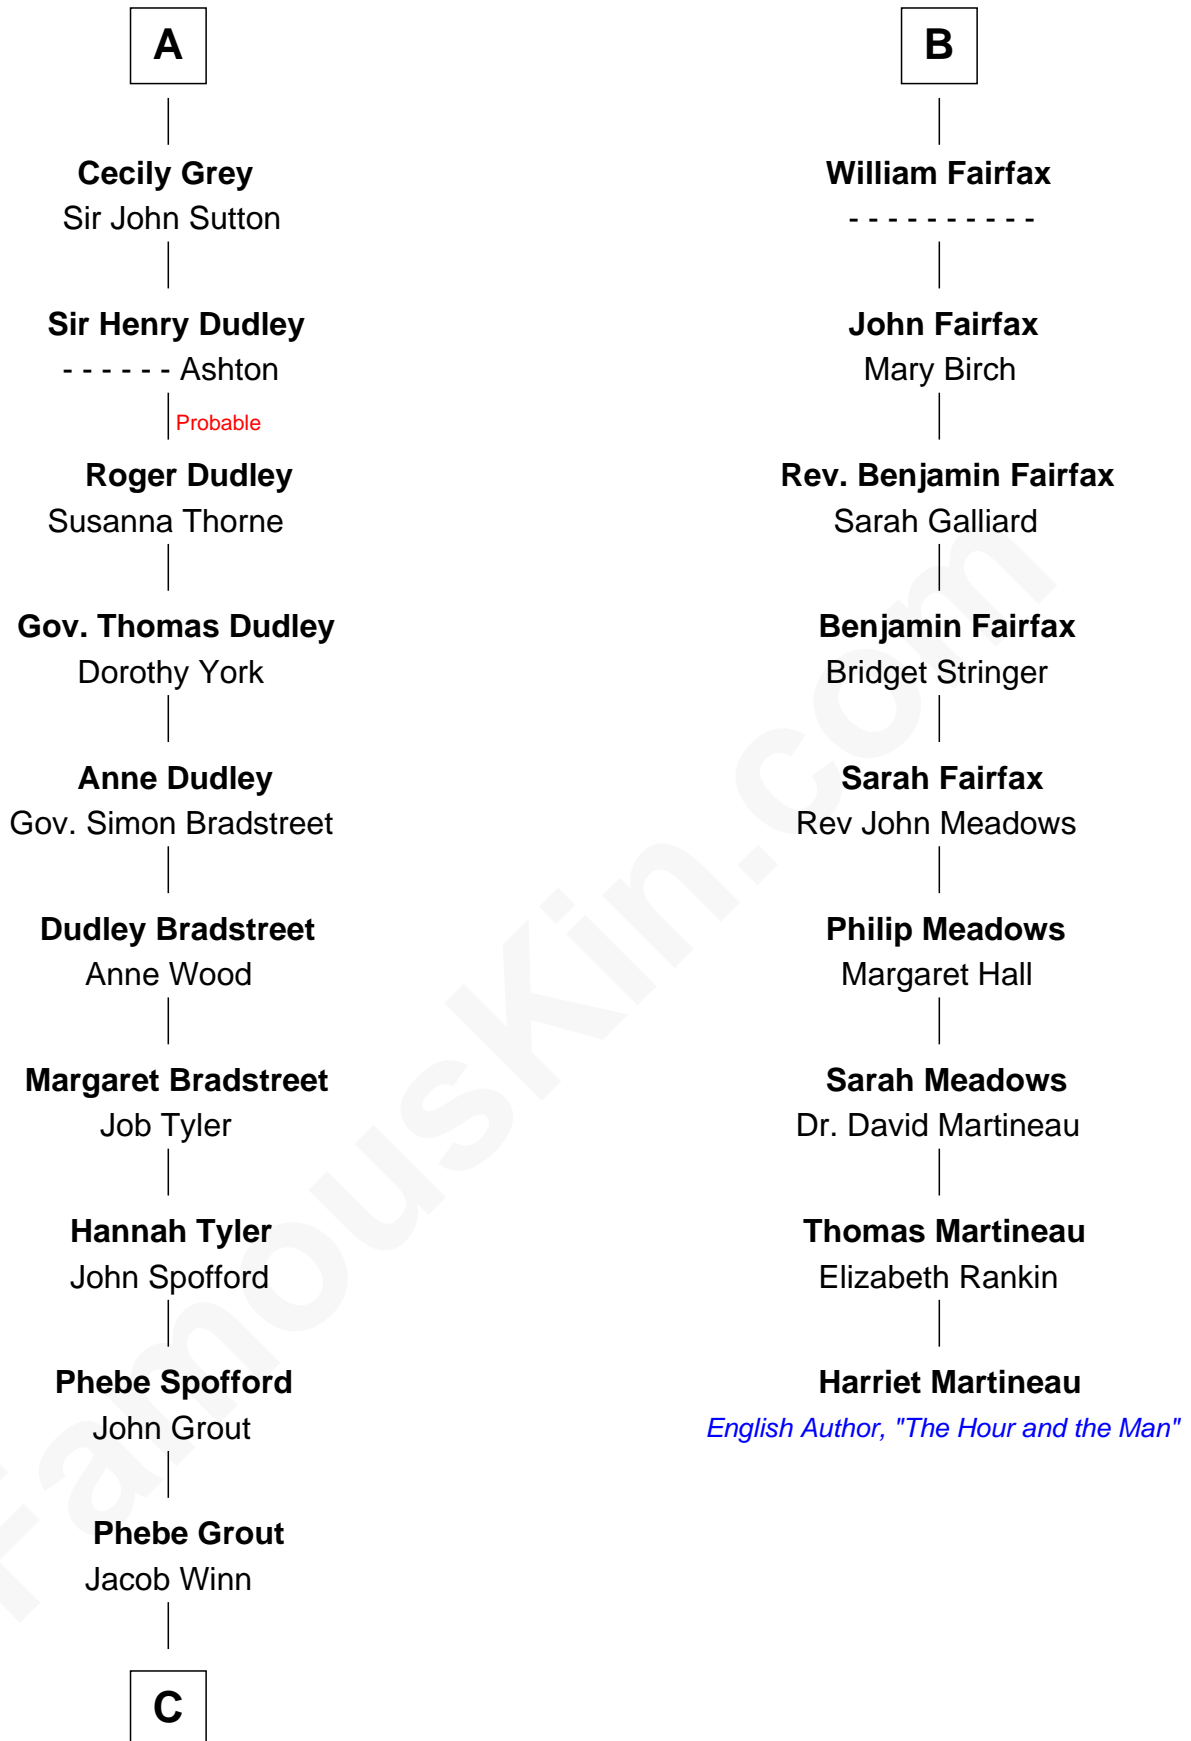 A
Cecily Grey
Sir John Sutton
Sir Henry Dudley
- - - - - - Ashton
Probable
Roger Dudley
Susanna Thorne
Gov. Thomas Dudley
Dorothy York
Anne Dudley
Gov. Simon Bradstreet
Dudley Bradstreet
Anne Wood
Margaret Bradstreet
Job Tyler
Hannah Tyler
John Spofford
Phebe Spofford
John Grout
Phebe Grout
Jacob Winn
C
B
William Fairfax
- - - - - - - - - -
John Fairfax
Mary Birch
Rev. Benjamin Fairfax
Sarah Galliard
Benjamin Fairfax
Bridget Stringer
Sarah Fairfax
Rev John Meadows
Philip Meadows
Margaret Hall
Sarah Meadows
Dr. David Martineau
Thomas Martineau
Elizabeth Rankin
Harriet Martineau
English Author, "The Hour and the Man"
FamousKin.com